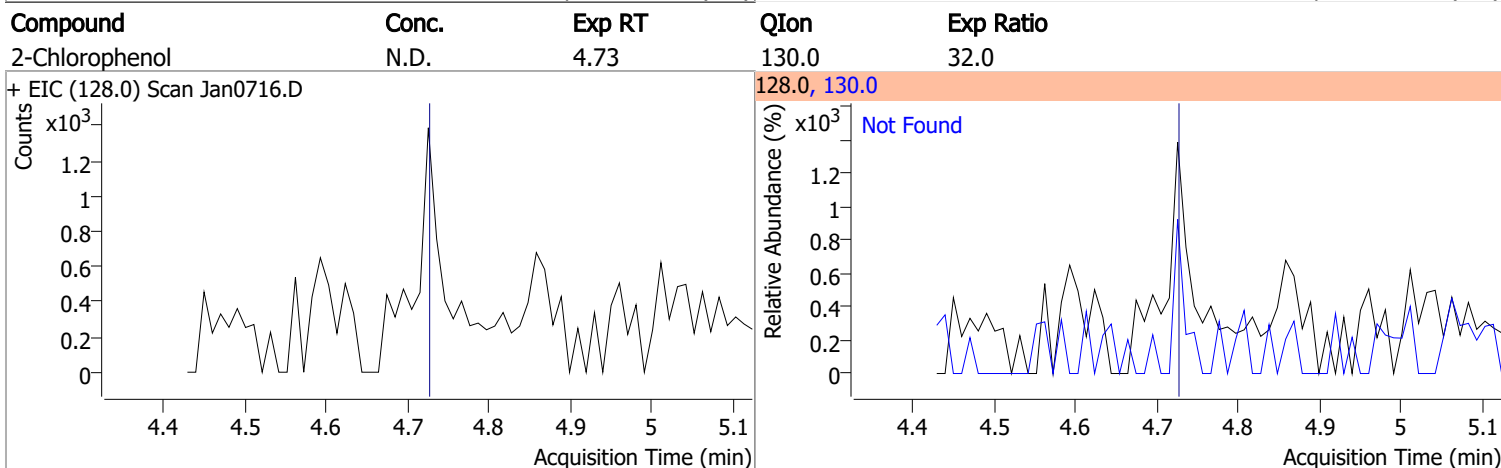 Compound Conc. Exp RT QIon Exp Ratio
2-Chlorophenol N.D. 4.73 130.0 32.0
+ EIC (128.0) Scan Jan0716.D
Counts
x10³
1.2
1
0.8
0.6
0.4
0.2
0
4.4 4.5 4.6 4.7 4.8 4.9 5 5.1
Acquisition Time (min)
128.0, 130.0
Relative Abundance (%)
x10³
Not Found
1.2
1
0.8
0.6
0.4
0.2
0
4.4 4.5 4.6 4.7 4.8 4.9 5 5.1
Acquisition Time (min)